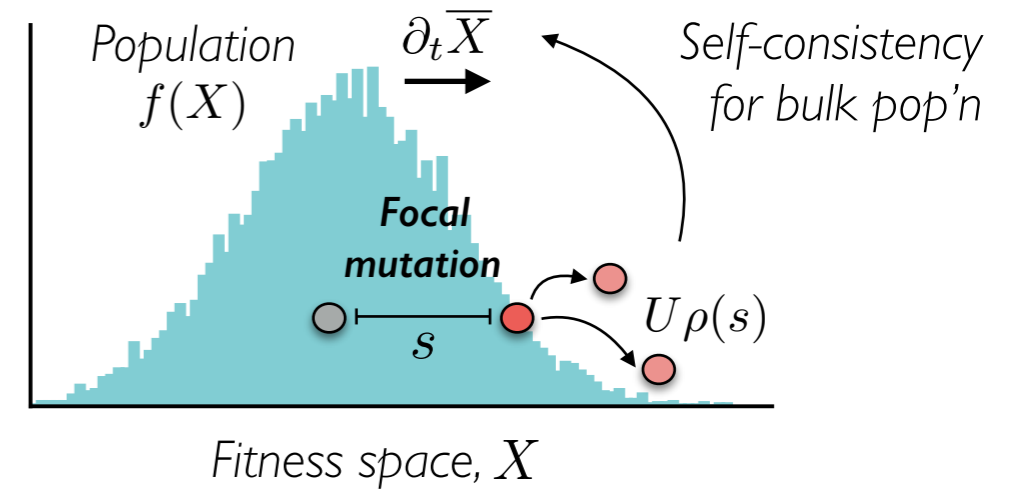 Population
f(X)
∂ₜX̅
Self-consistency
for bulk pop'n
Focal
mutation
s
Uρ(s)
Fitness space, X